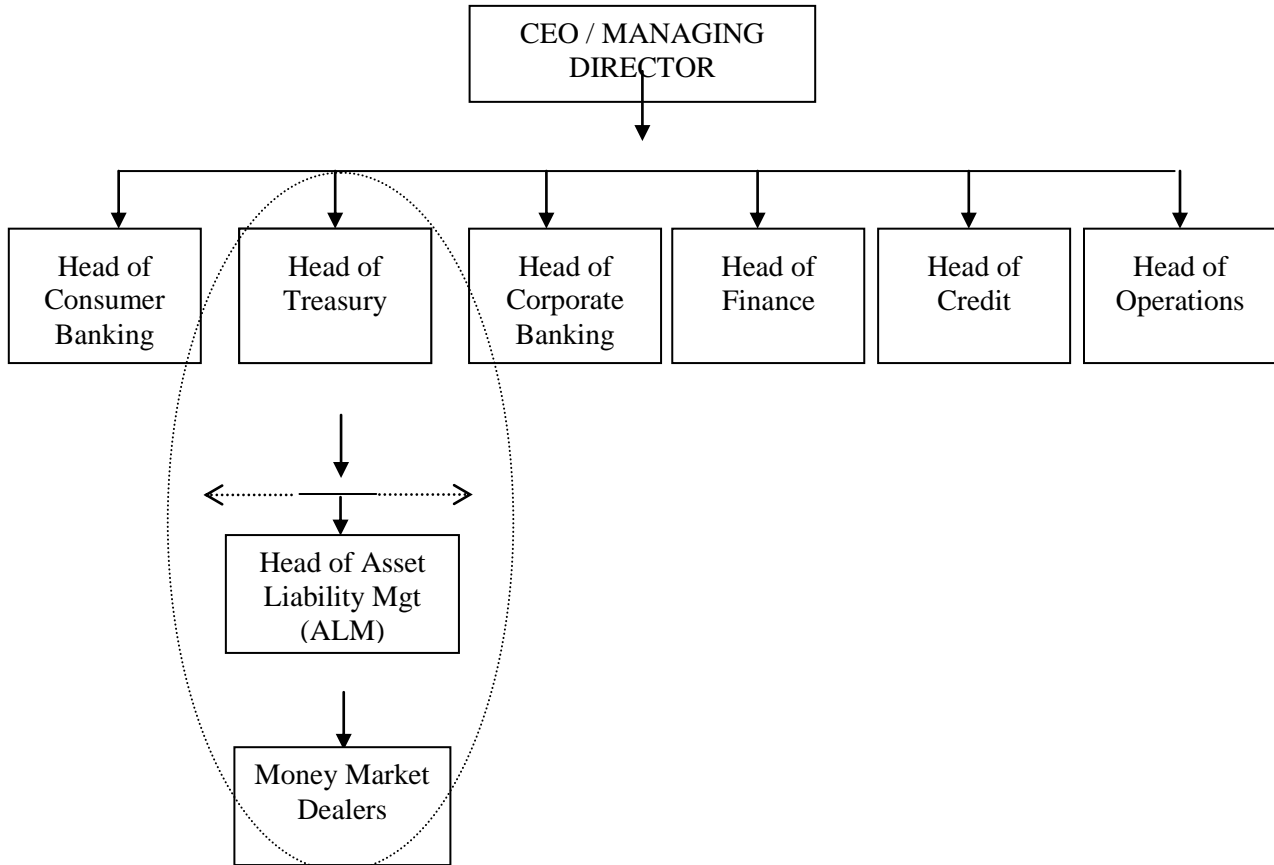 CEO / MANAGING
DIRECTOR
Head of
Consumer
Banking
Head of
Treasury
Head of
Corporate
Banking
Head of
Finance
Head of
Credit
Head of
Operations
Head of Asset
Liability Mgt
(ALM)
Money Market
Dealers